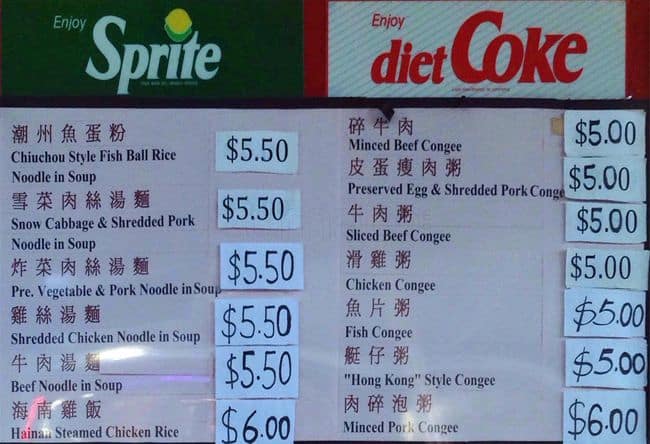 Enjoy
Sprite
Enjoy
diet Coke
潮州魚蛋粉
Chiuchou Style Fish Ball Rice
Noodle in Soup
$5.50
雪菜肉絲湯麵
Snow Cabbage & Shredded Pork
Noodle in Soup
$5.50
炸菜肉絲湯麵
Pre. Vegetable & Pork Noodle in Soup
$5.50
雞絲湯麵
Shredded Chicken Noodle in Soup
$5.50
牛肉湯麵
Beef Noodle in Soup
$5.50
海南雞飯
Hainan Steamed Chicken Rice
$6.00
碎牛肉
Minced Beef Congee
$5.00
皮蛋瘦肉粥
Preserved Egg & Shredded Pork Conge
$5.00
牛肉粥
Sliced Beef Congee
$5.00
滑雞粥
Chicken Congee
$5.00
魚片粥
Fish Congee
$5.00
艇仔粥
"Hong Kong" Style Congee
$5.00
肉碎泡粥
Minced Pork Congee
$6.00